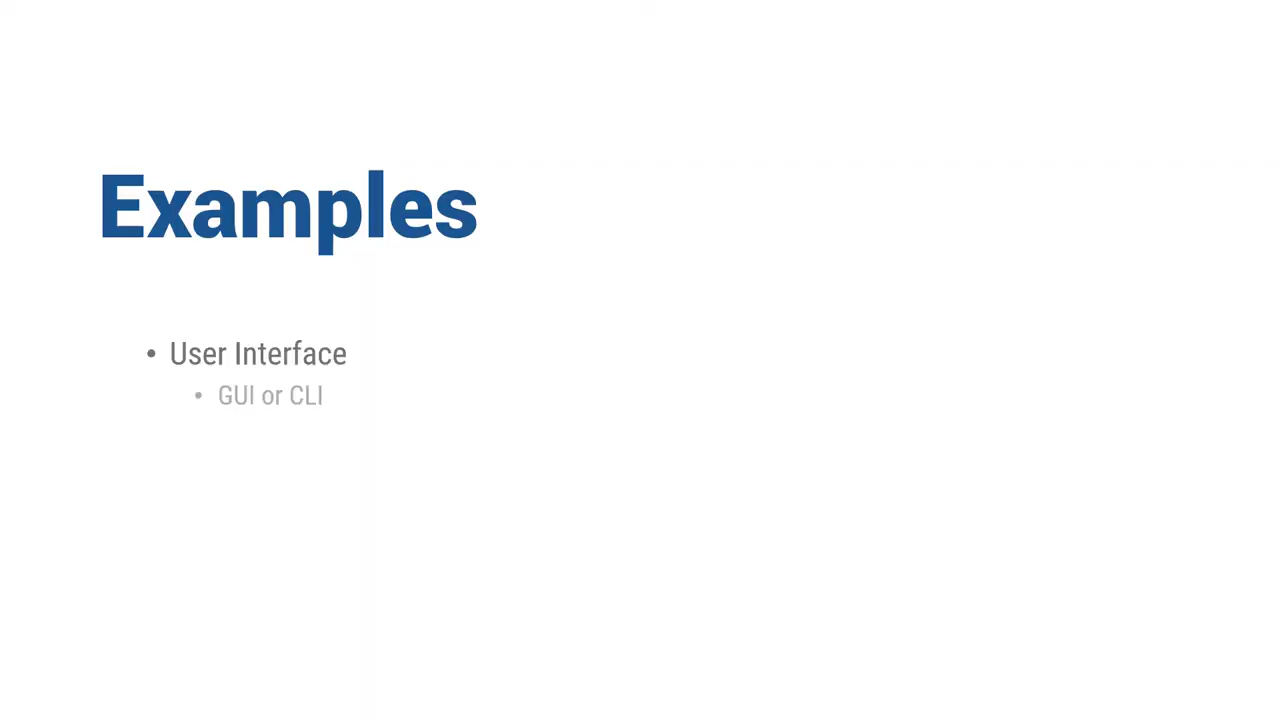 Examples
• User Interface
• GUI or CLI